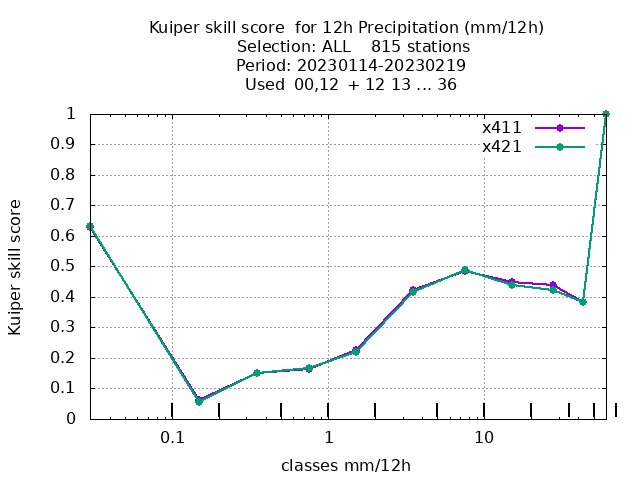 Kuiper skill score  for 12h Precipitation (mm/12h)
Selection: ALL    815 stations
Period: 20230114-20230219
Used  00,12  + 12 13 ... 36
x411
x421
1
0.9
0.8
0.7
0.6
0.5
0.4
0.3
0.2
0.1
0
Kuiper skill score
0.1 1 10
classes mm/12h